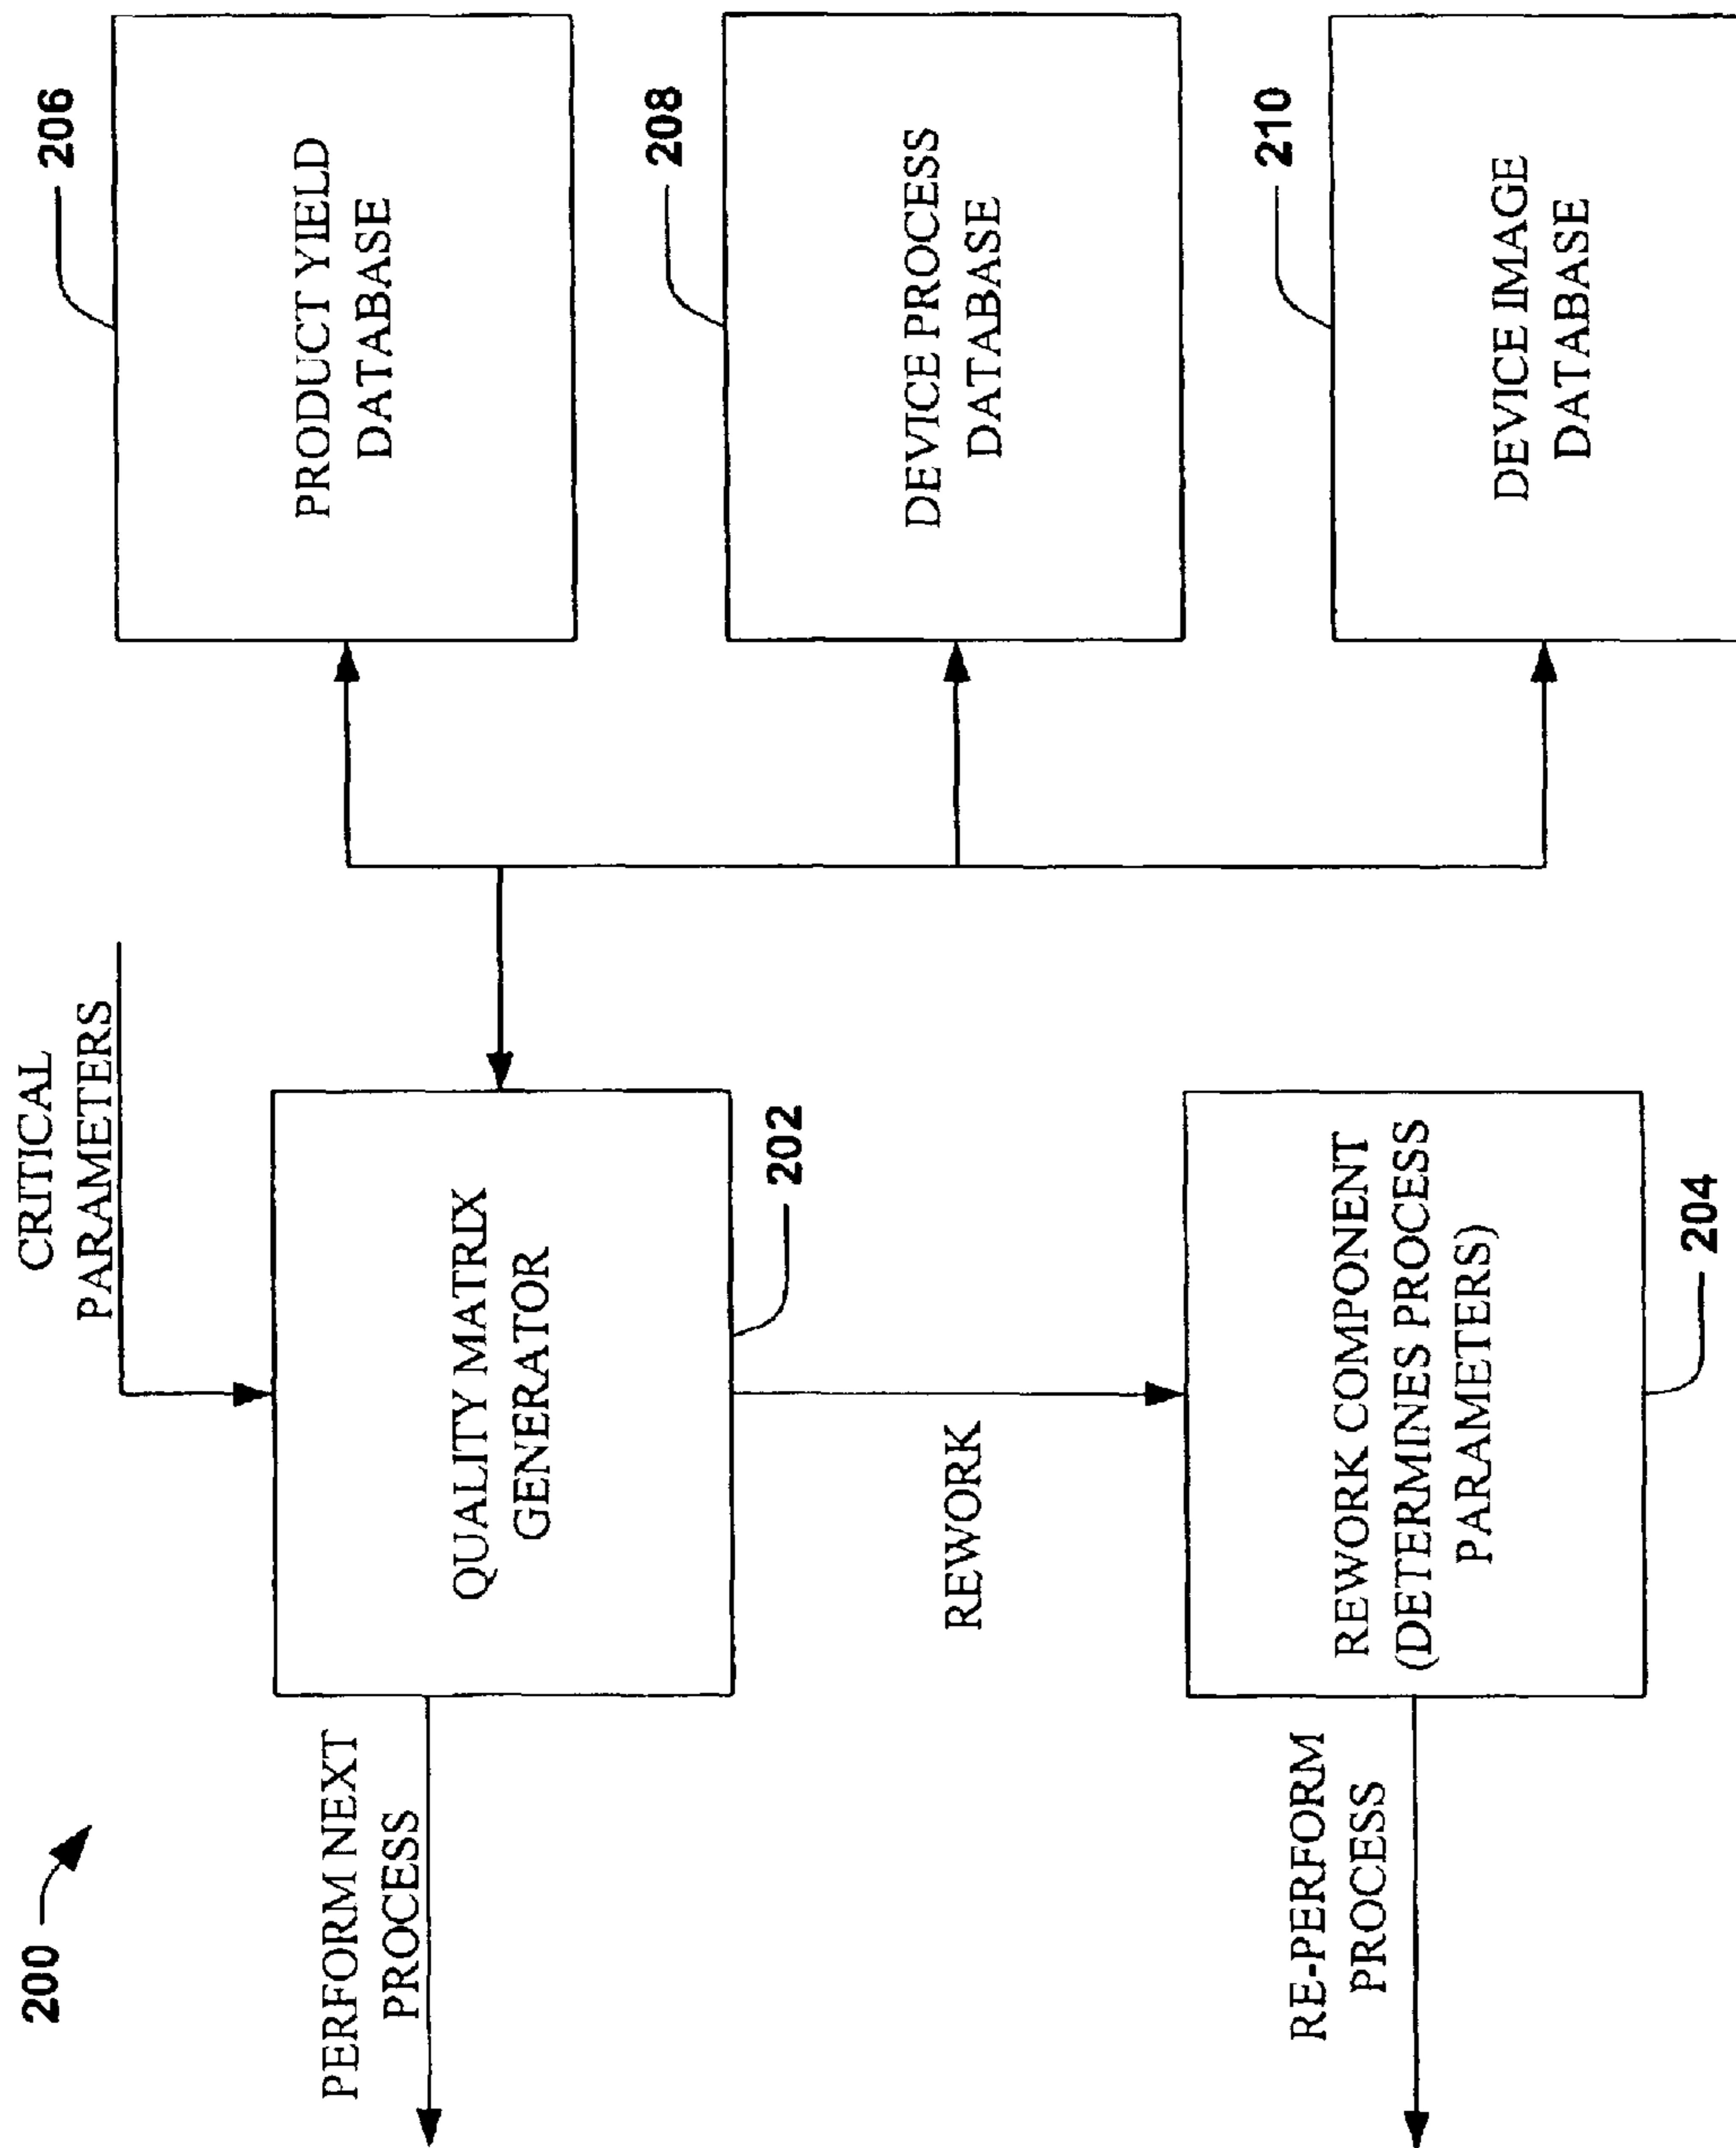 200
CRITICAL
PARAMETERS
PERFORM NEXT
PROCESS
QUALITY MATRIX
GENERATOR
202
REWORK
RE-PERFORM
PROCESS
REWORK COMPONENT
(DETERMINES PROCESS
PARAMETERS)
204
206
PRODUCT YIELD
DATABASE
208
DEVICE PROCESS
DATABASE
210
DEVICE IMAGE
DATABASE